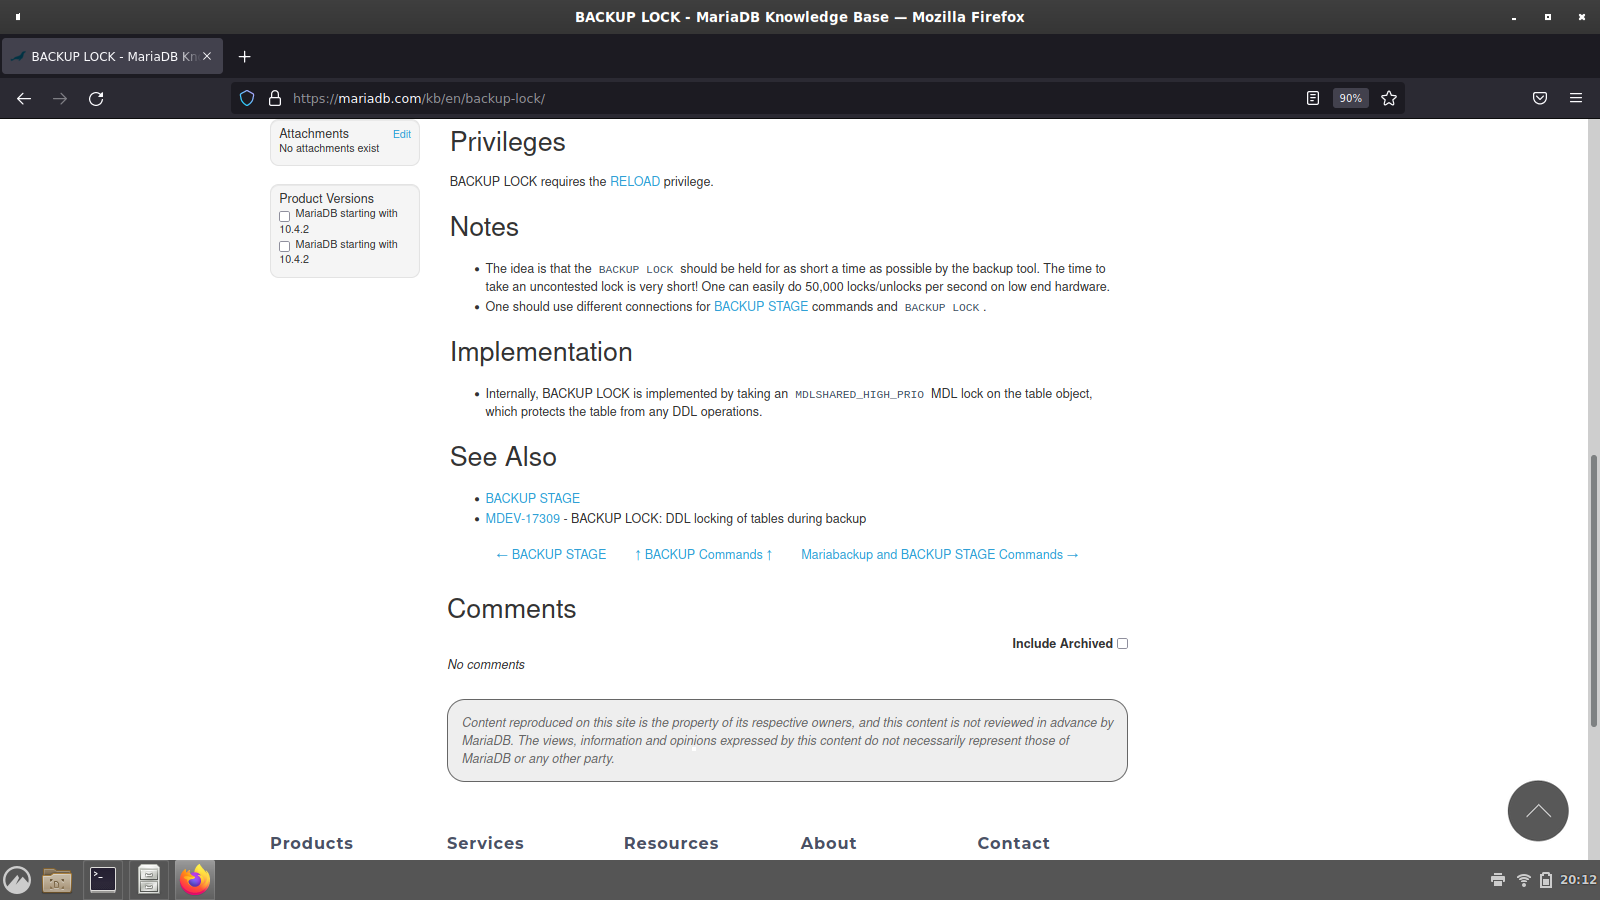 BACKUP LOCK - MariaDB Knowledge Base — Mozilla Firefox
BACKUP LOCK - MariaDB Kn
https://mariadb.com/kb/en/backup-lock/
90%
Attachments
Edit
No attachments exist
Product Versions
MariaDB starting with
10.4.2
MariaDB starting with
10.4.2
Privileges
BACKUP LOCK requires the RELOAD privilege.
Notes
• The idea is that the BACKUP LOCK should be held for as short a time as possible by the backup tool. The time to
take an uncontested lock is very short! One can easily do 50,000 locks/unlocks per second on low end hardware.
• One should use different connections for BACKUP STAGE commands and BACKUP LOCK.
Implementation
• Internally, BACKUP LOCK is implemented by taking an MDLSHARED_HIGH_PRIO MDL lock on the table object,
which protects the table from any DDL operations.
See Also
• BACKUP STAGE
• MDEV-17309 - BACKUP LOCK: DDL locking of tables during backup
← BACKUP STAGE ↑ BACKUP Commands ↑ Mariabackup and BACKUP STAGE Commands →
Comments
Include Archived
No comments
Content reproduced on this site is the property of its respective owners, and this content is not reviewed in advance by
MariaDB. The views, information and opinions expressed by this content do not necessarily represent those of
MariaDB or any other party.
Products Services Resources About Contact
20:12